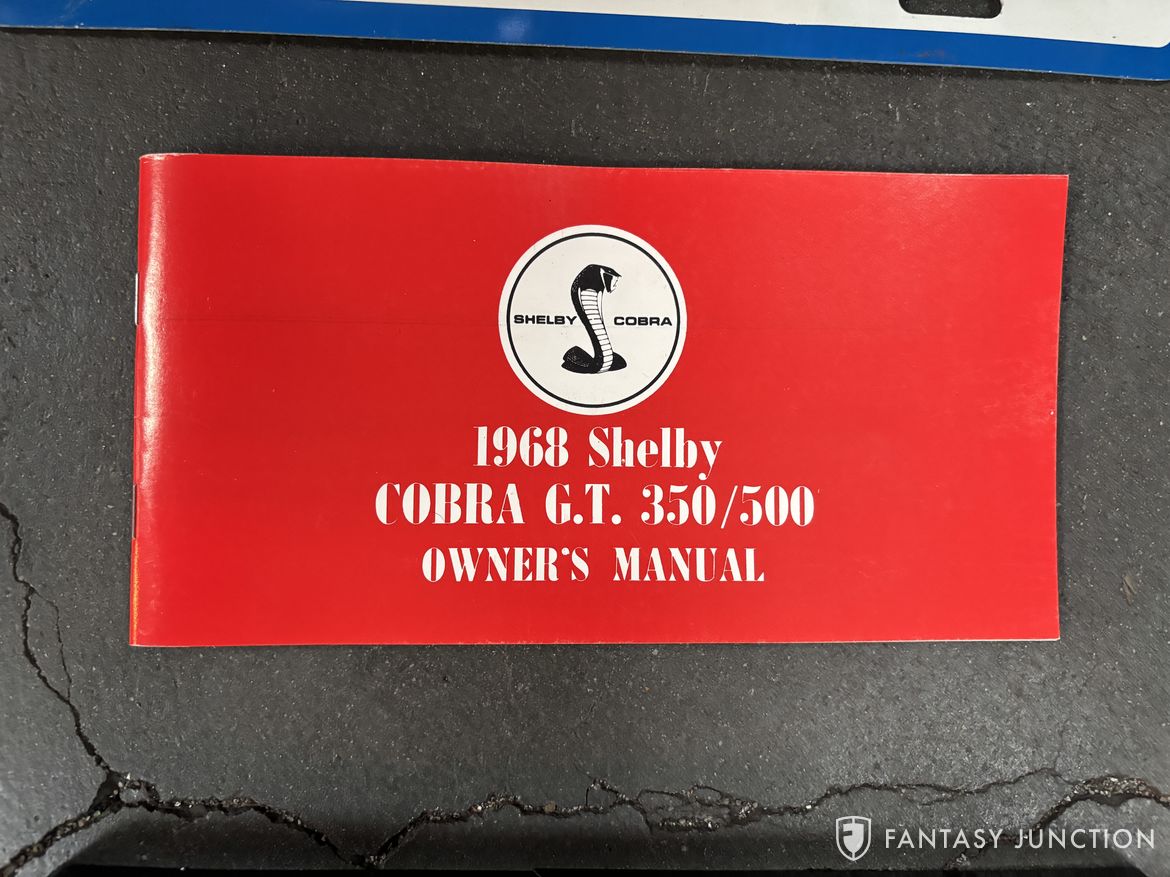 SHELBY COBRA
1968 Shelby
COBRA G.T. 350/500
OWNER'S MANUAL
FANTASY JUNCTION